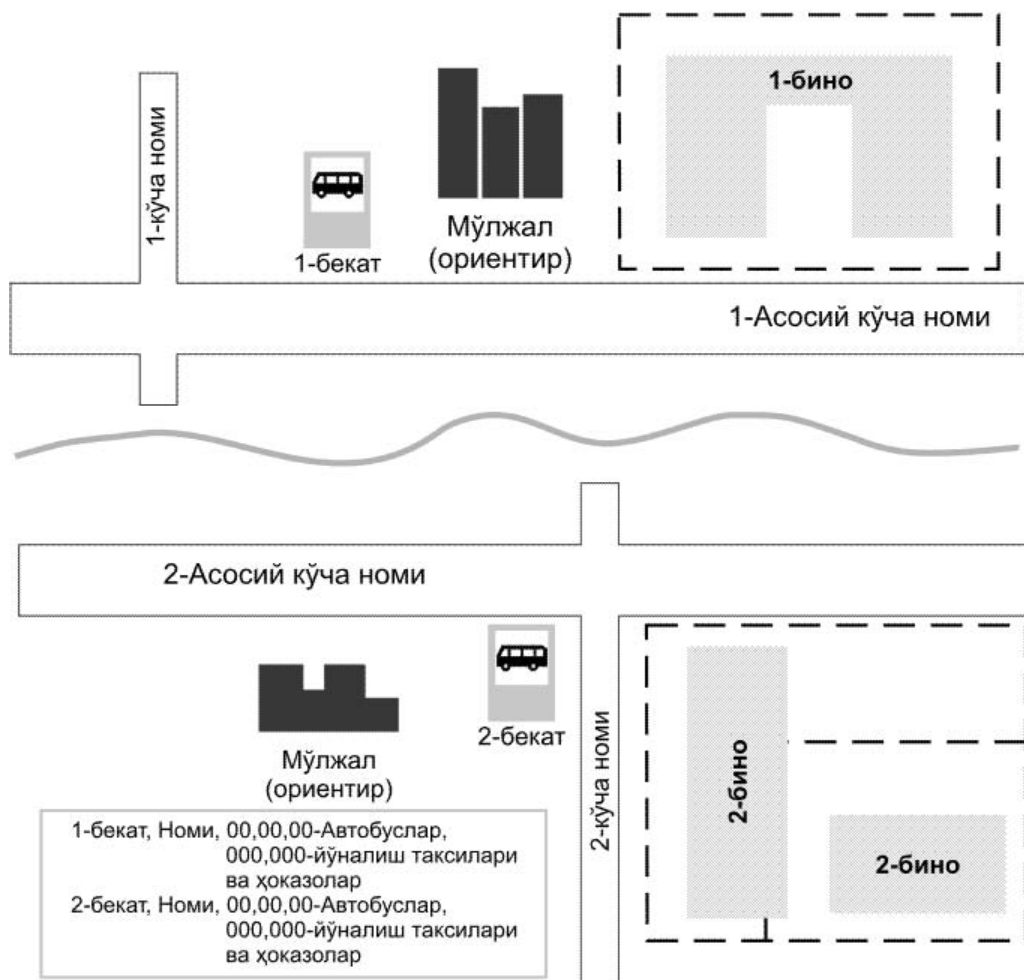 1-бино
1-кўча номи
Мўлжал
(ориентир)
1-бекат
1-Асосий кўча номи
2-Асосий кўча номи
2-бекат
Мўлжал
(ориентир)
2-кўча номи
2-бино
2-бино
1-бекат, Номи, 00,00,00-Автобуслар,
000,000-йўналиш таксилари
ва ҳоказолар
2-бекат, Номи, 00,00,00-Автобуслар,
000,000-йўналиш таксилари
ва ҳоказолар